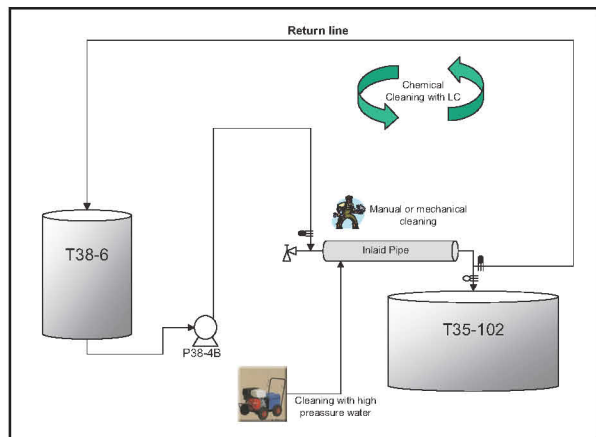 Return line
Chemical
Cleaning with LC
Manual or mechanical
cleaning
T38-6
Inlaid Pipe
T35-102
P38-4B
Cleaning with high
preassure water